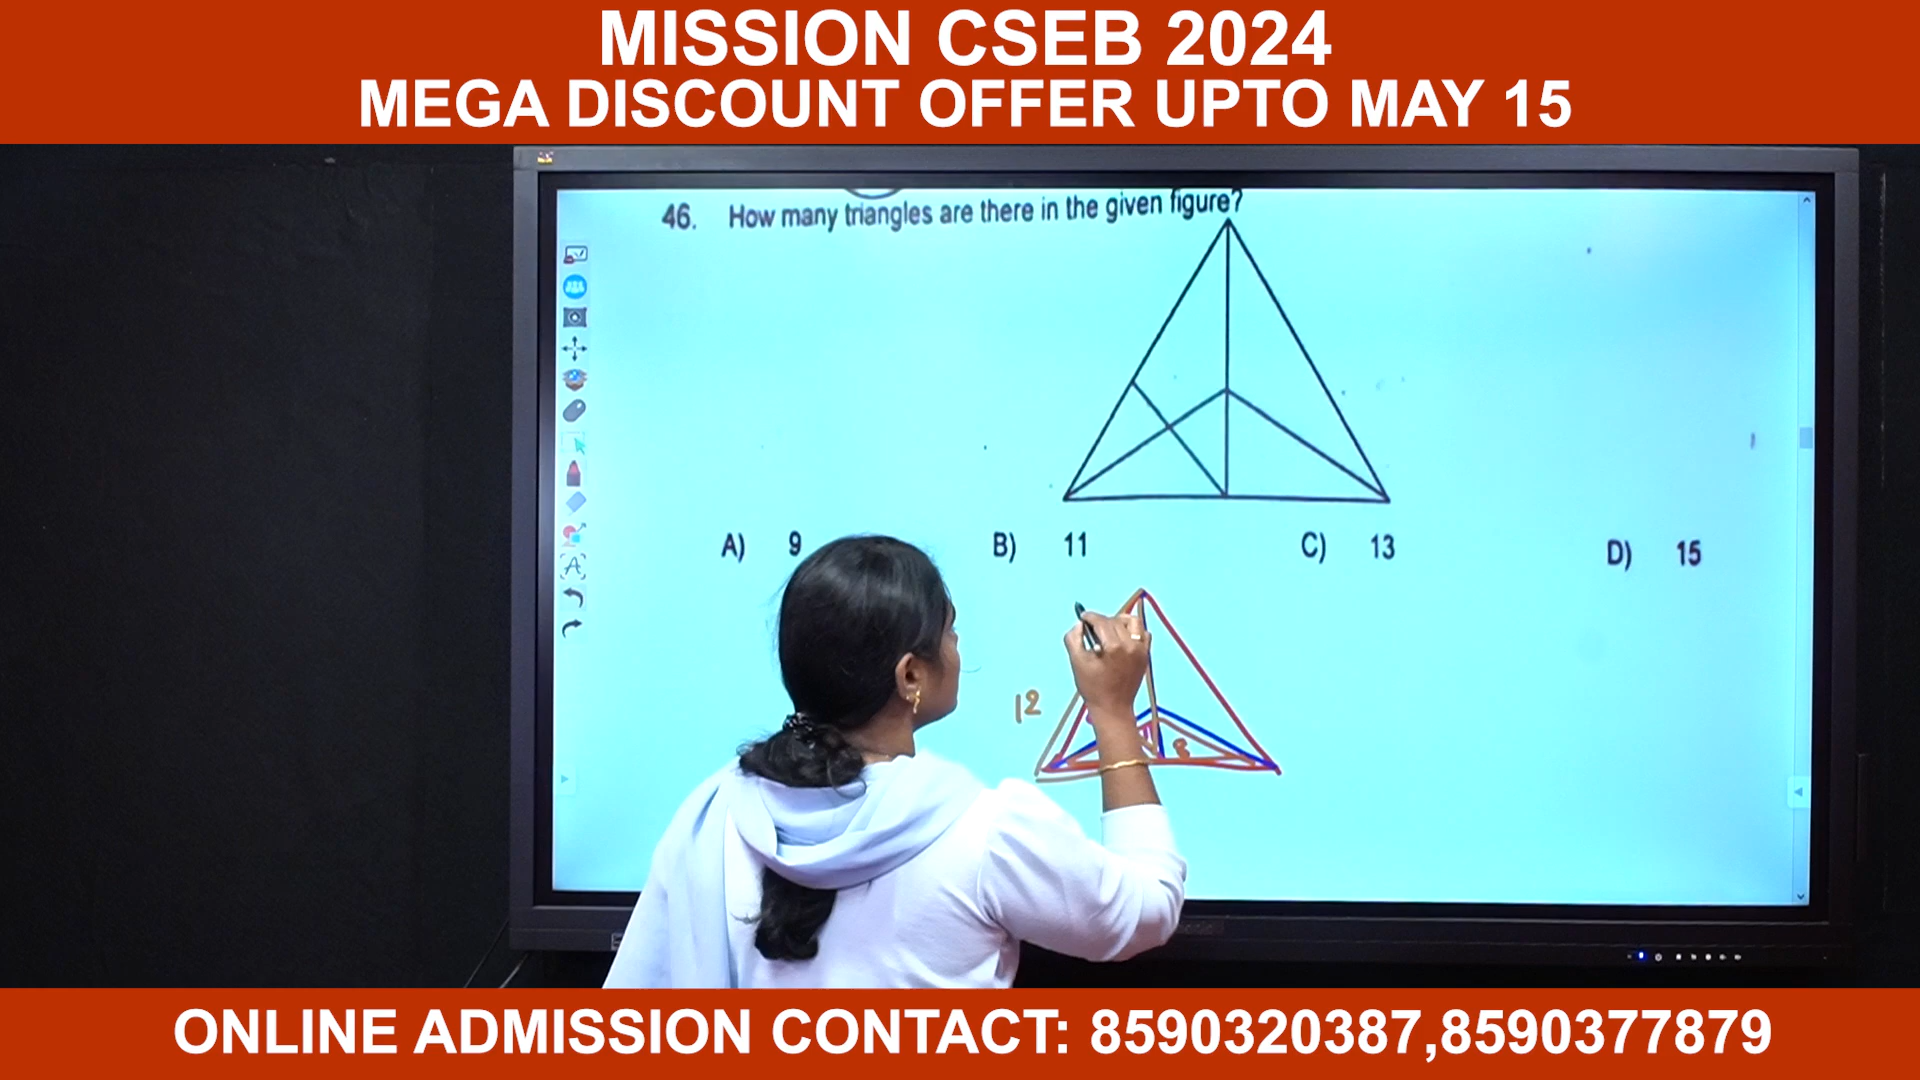 MISSION CSEB 2024
MEGA DISCOUNT OFFER UPTO MAY 15
46. How many triangles are there in the given figure?
A) 9 B) 11 C) 13 D) 15
12
8
ONLINE ADMISSION CONTACT: 8590320387,8590377879